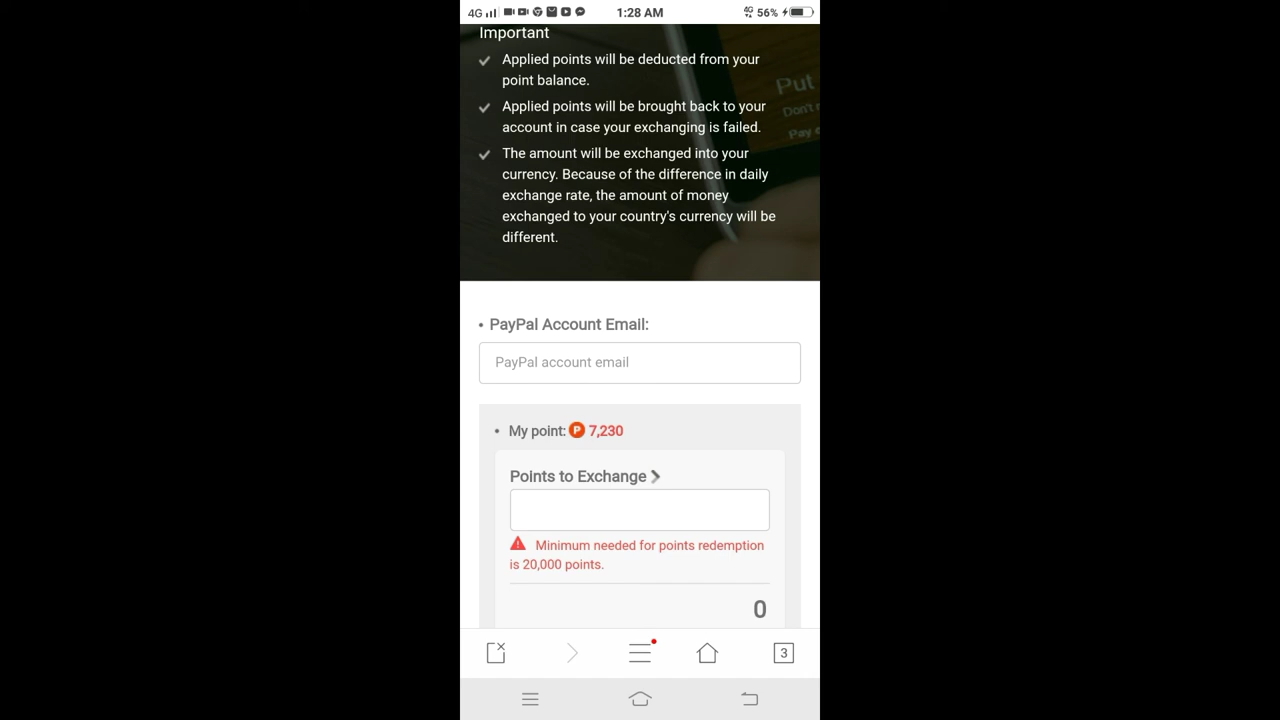 4G 1:28 AM 4G 56%
Important
Applied points will be deducted from your
point balance.
Applied points will be brought back to your
account in case your exchanging is failed.
The amount will be exchanged into your
currency. Because of the difference in daily
exchange rate, the amount of money
exchanged to your country's currency will be
different.
Put
Don't
Pay
• PayPal Account Email:
PayPal account email
• My point: P 7,230
Points to Exchange
Minimum needed for points redemption
is 20,000 points.
0
3